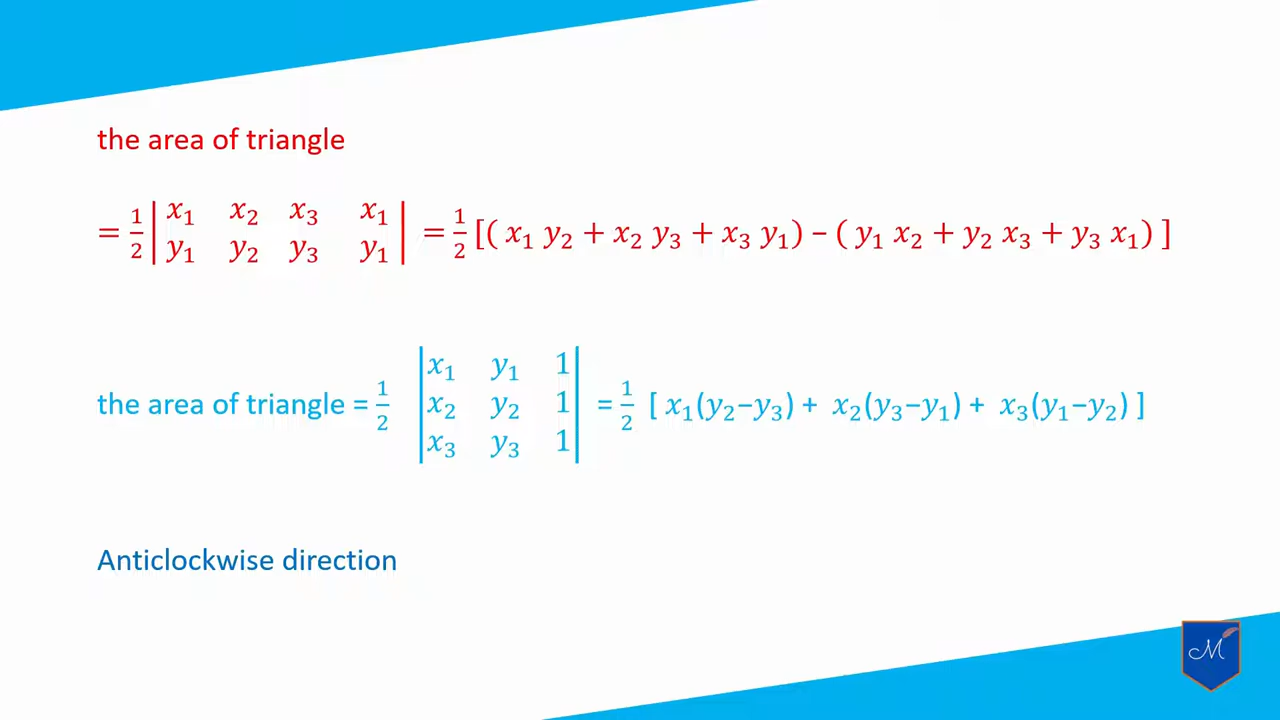 the area of triangle
= 1/2 | x₁ x₂ x₃ x₁ | = 1/2 [( x₁ y₂ + x₂ y₃ + x₃ y₁) – ( y₁ x₂ + y₂ x₃ + y₃ x₁) ]
| y₁ y₂ y₃ y₁ |
| x₁ y₁ 1 |
the area of triangle = 1/2 | x₂ y₂ 1 | = 1/2 [ x₁(y₂–y₃) + x₂(y₃–y₁) + x₃(y₁–y₂) ]
| x₃ y₃ 1 |
Anticlockwise direction
M